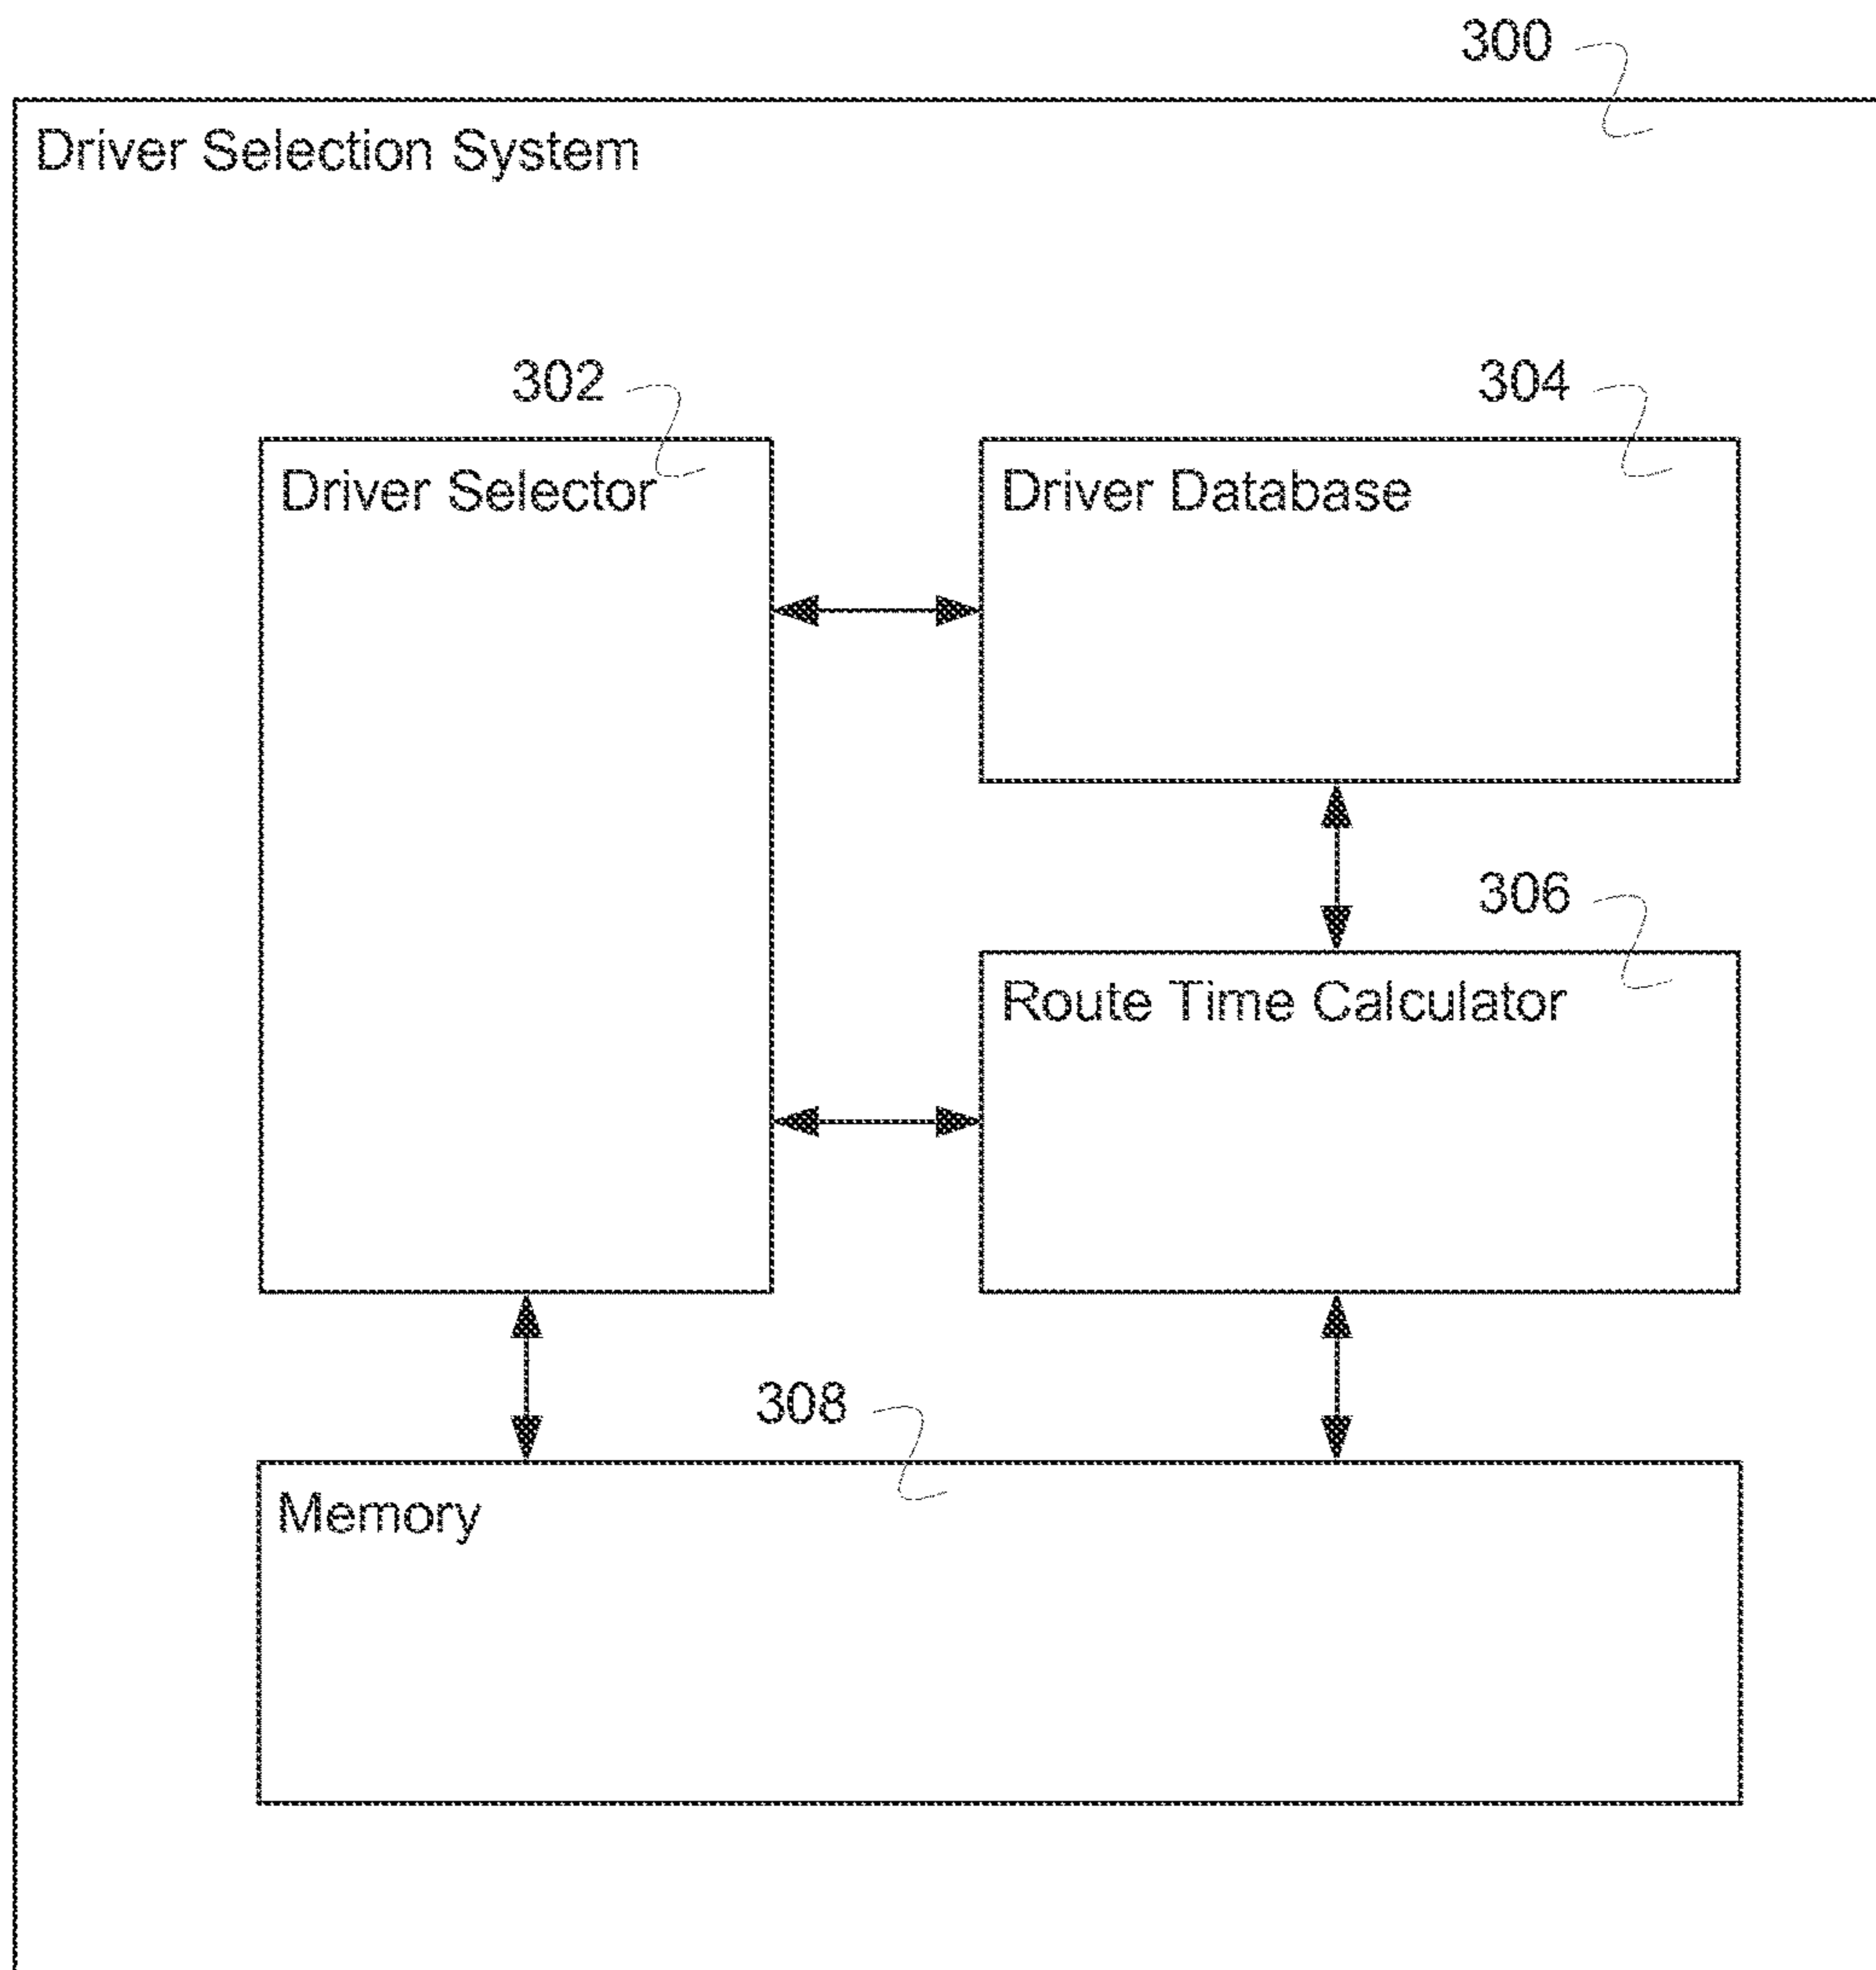 300
Driver Selection System
302
304
Driver Selector
Driver Database
306
Route Time Calculator
308
Memory